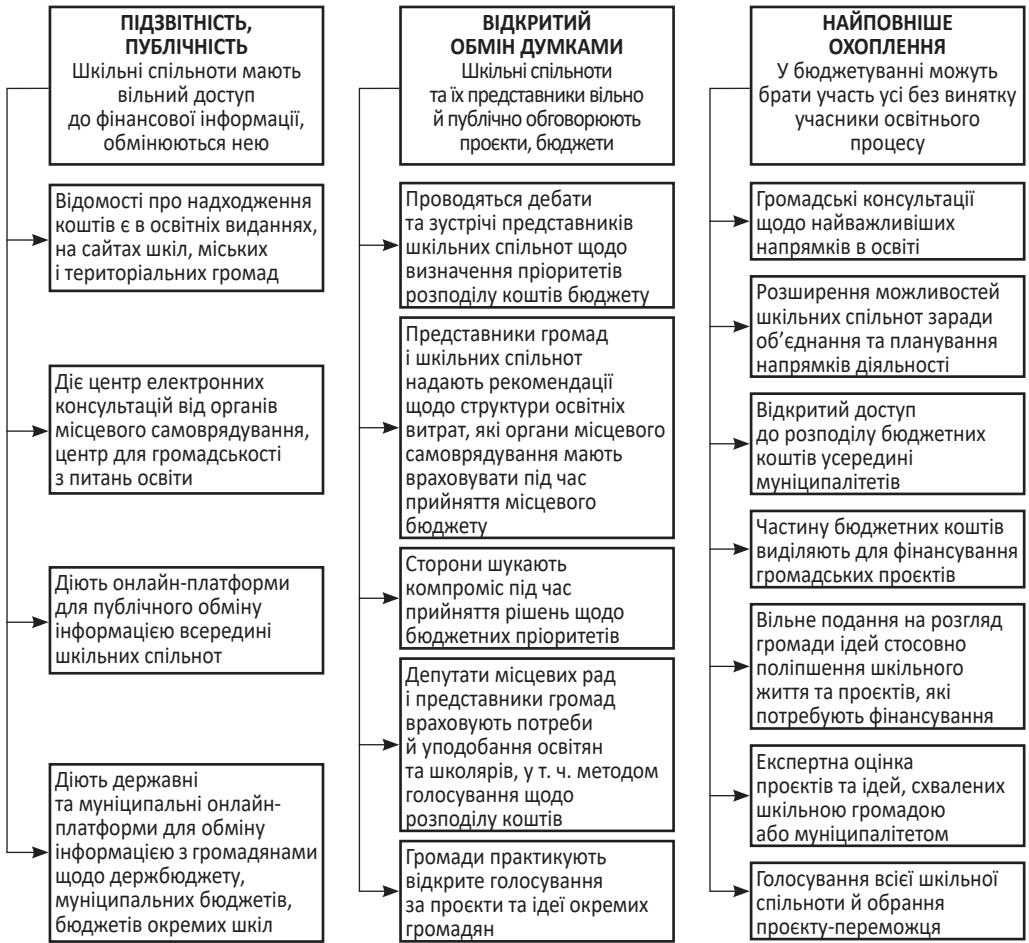 ПІДЗВІТНІСТЬ,
ПУБЛІЧНІСТЬ
Шкільні спільноти мають
вільний доступ
до фінансової інформації,
обмінюються нею
Відомості про надходження
коштів є в освітніх виданнях,
на сайтах шкіл, міських
і територіальних громад
Діє центр електронних
консультацій від органів
місцевого самоврядування,
центр для громадськості
з питань освіти
Діють онлайн-платформи
для публічного обміну
інформацією всередині
шкільних спільнот
Діють державні
та муніципальні онлайн-
платформи для обміну
інформацією з громадянами
щодо держбюджету,
муніципальних бюджетів,
бюджетів окремих шкіл
ВІДКРИТИЙ
ОБМІН ДУМКАМИ
Шкільні спільноти
та їх представники вільно
й публічно обговорюють
проєкти, бюджети
Проводяться дебати
та зустрічі представників
шкільних спільнот щодо
визначення пріоритетів
розподілу коштів бюджету
Представники громад
і шкільних спільнот
надають рекомендації
щодо структури освітніх
витрат, які органи місцевого
самоврядування мають
враховувати під час
прийняття місцевого
бюджету
Сторони шукають
компроміс під час
прийняття рішень щодо
бюджетних пріоритетів
Депутати місцевих рад
і представники громад
враховують потреби
й уподобання освітян
та школярів, у т. ч. методом
голосування щодо
розподілу коштів
Громади практикують
відкрите голосування
за проєкти та ідеї окремих
громадян
НАЙПОВНІШЕ
ОХОПЛЕННЯ
У бюджетуванні можуть
брати участь усі без винятку
учасники освітнього
процесу
Громадські консультації
щодо найважливіших
напрямків в освіті
Розширення можливостей
шкільних спільнот заради
об’єднання та планування
напрямків діяльності
Відкритий доступ
до розподілу бюджетних
коштів усередині
муніципалітетів
Частину бюджетних коштів
виділяють для фінансування
громадських проєктів
Вільне подання на розгляд
громади ідей стосовно
поліпшення шкільного
життя та проєктів, які
потребують фінансування
Експертна оцінка
проєктів та ідей, схвалених
шкільною громадою
або муніципалітетом
Голосування всієї шкільної
спільноти й обрання
проєкту-переможця